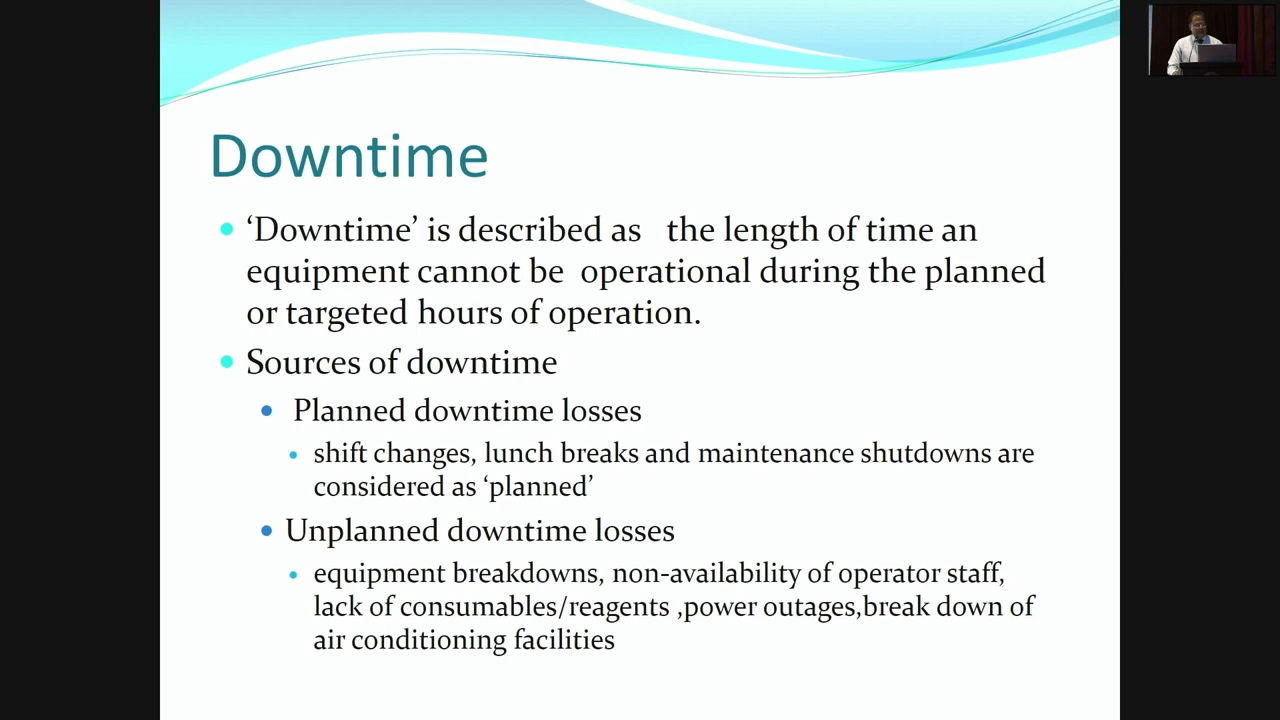 Downtime
‘Downtime’ is described as the length of time an
equipment cannot be operational during the planned
or targeted hours of operation.
Sources of downtime
Planned downtime losses
shift changes, lunch breaks and maintenance shutdowns are
considered as ‘planned’
Unplanned downtime losses
equipment breakdowns, non-availability of operator staff,
lack of consumables/reagents ,power outages,break down of
air conditioning facilities